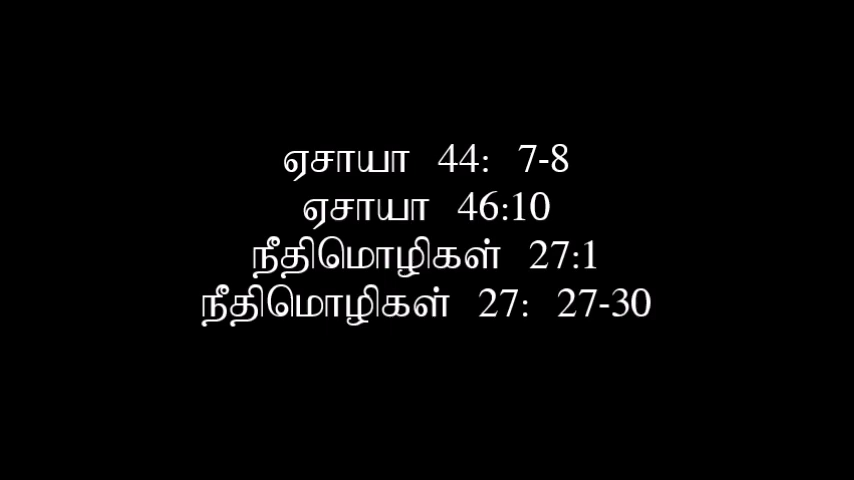 ஏசாயா 44: 7-8
ஏசாயா 46:10
நீதிமொழிகள் 27:1
நீதிமொழிகள் 27: 27-30